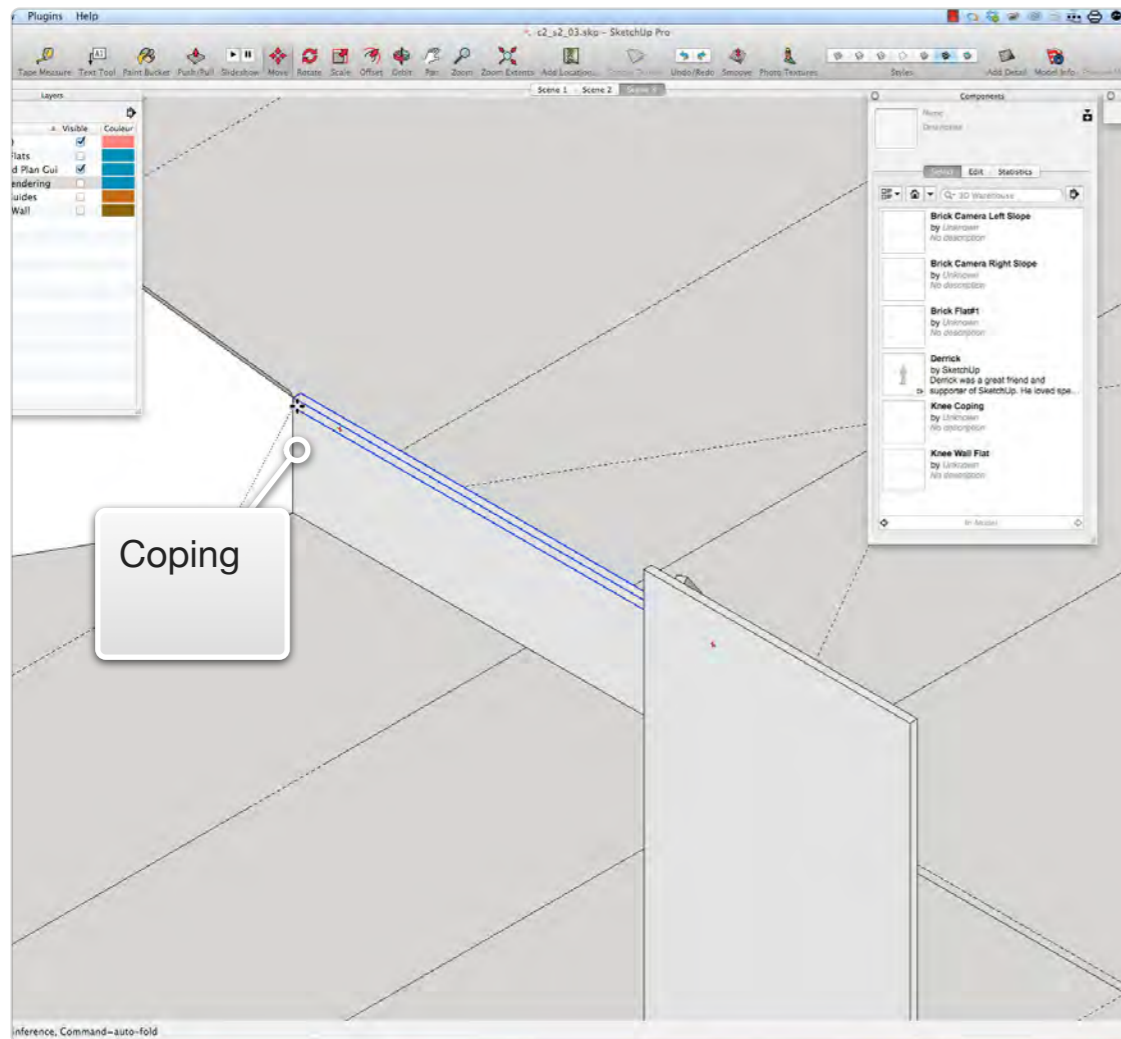 Plugins Help
c2_s2_03.skp – SketchUp Pro
Tape Measure Text Tool Paint Bucket Push/Pull Slideshow Move Rotate Scale Offset Orbit Pan Zoom Zoom Extents Add Location... Undo/Redo Smoove Photo Textures Styles Add Detail Model Info
Scene 1 Scene 2 Scene 3
Layers
Visible Couleur
Flats
d Plan Gui
endering
uides
Wall
Components
Name
Description
Select Edit Statistics
3D Warehouse
Brick Camera Left Slope
by Unknown
No description
Brick Camera Right Slope
by Unknown
No description
Brick Flat#1
by Unknown
No description
Derrick
by SketchUp
Derrick was a great friend and
supporter of SketchUp. He loved spe...
Knee Coping
by Unknown
No description
Knee Wall Flat
by Unknown
No description
In Model
Coping
inference, Command=auto-fold